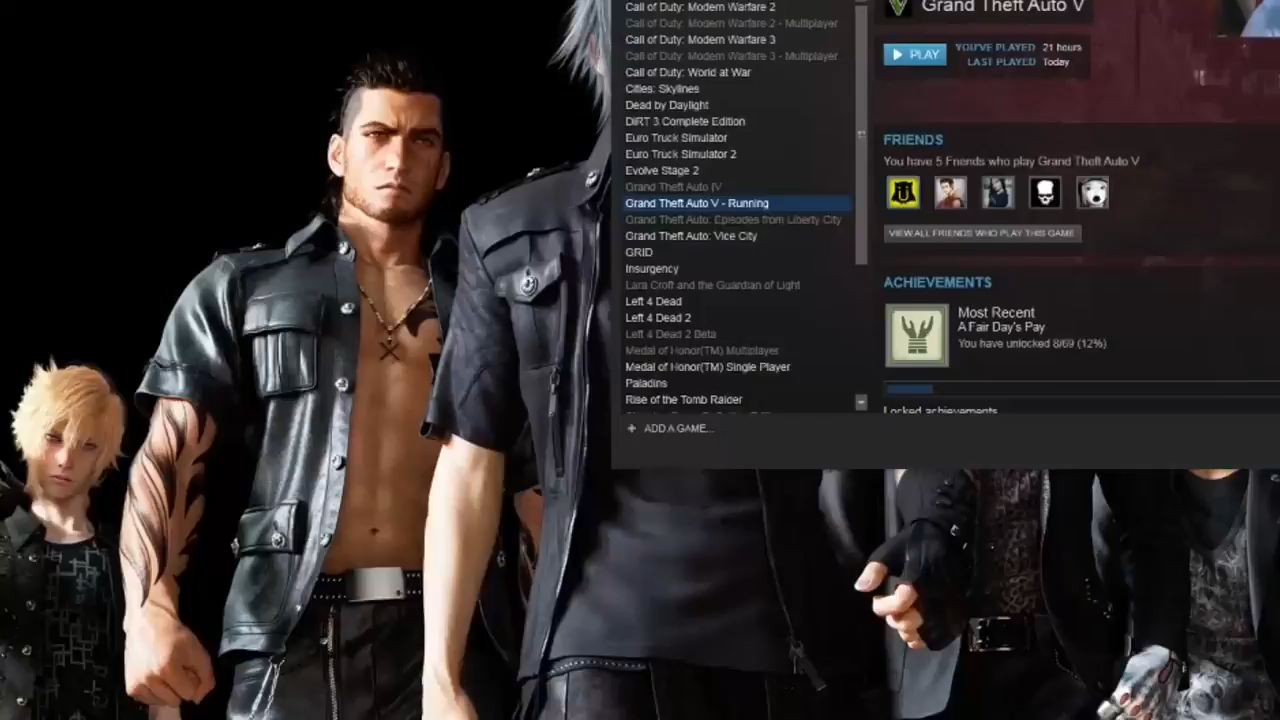 Call of Duty: Modern Warfare 2
Call of Duty: Modern Warfare 2 - Multiplayer
Call of Duty: Modern Warfare 3
Call of Duty: Modern Warfare 3 - Multiplayer
Call of Duty: World at War
Cities: Skylines
Dead by Daylight
DiRT 3 Complete Edition
Euro Truck Simulator
Euro Truck Simulator 2
Evolve Stage 2
Grand Theft Auto IV
Grand Theft Auto V - Running
Grand Theft Auto: Episodes from Liberty City
Grand Theft Auto: Vice City
GRID
Insurgency
Lara Croft and the Guardian of Light
Left 4 Dead
Left 4 Dead 2
Left 4 Dead 2 Beta
Medal of Honor(TM) Multiplayer
Medal of Honor(TM) Single Player
Paladins
Rise of the Tomb Raider
+ ADD A GAME...
Grand Theft Auto V
PLAY
YOU'VE PLAYED 21 hours
LAST PLAYED Today
FRIENDS
You have 5 Friends who play Grand Theft Auto V
VIEW ALL FRIENDS WHO PLAY THIS GAME
ACHIEVEMENTS
Most Recent
A Fair Day's Pay
You have unlocked 8/69 (12%)
Locked achievements